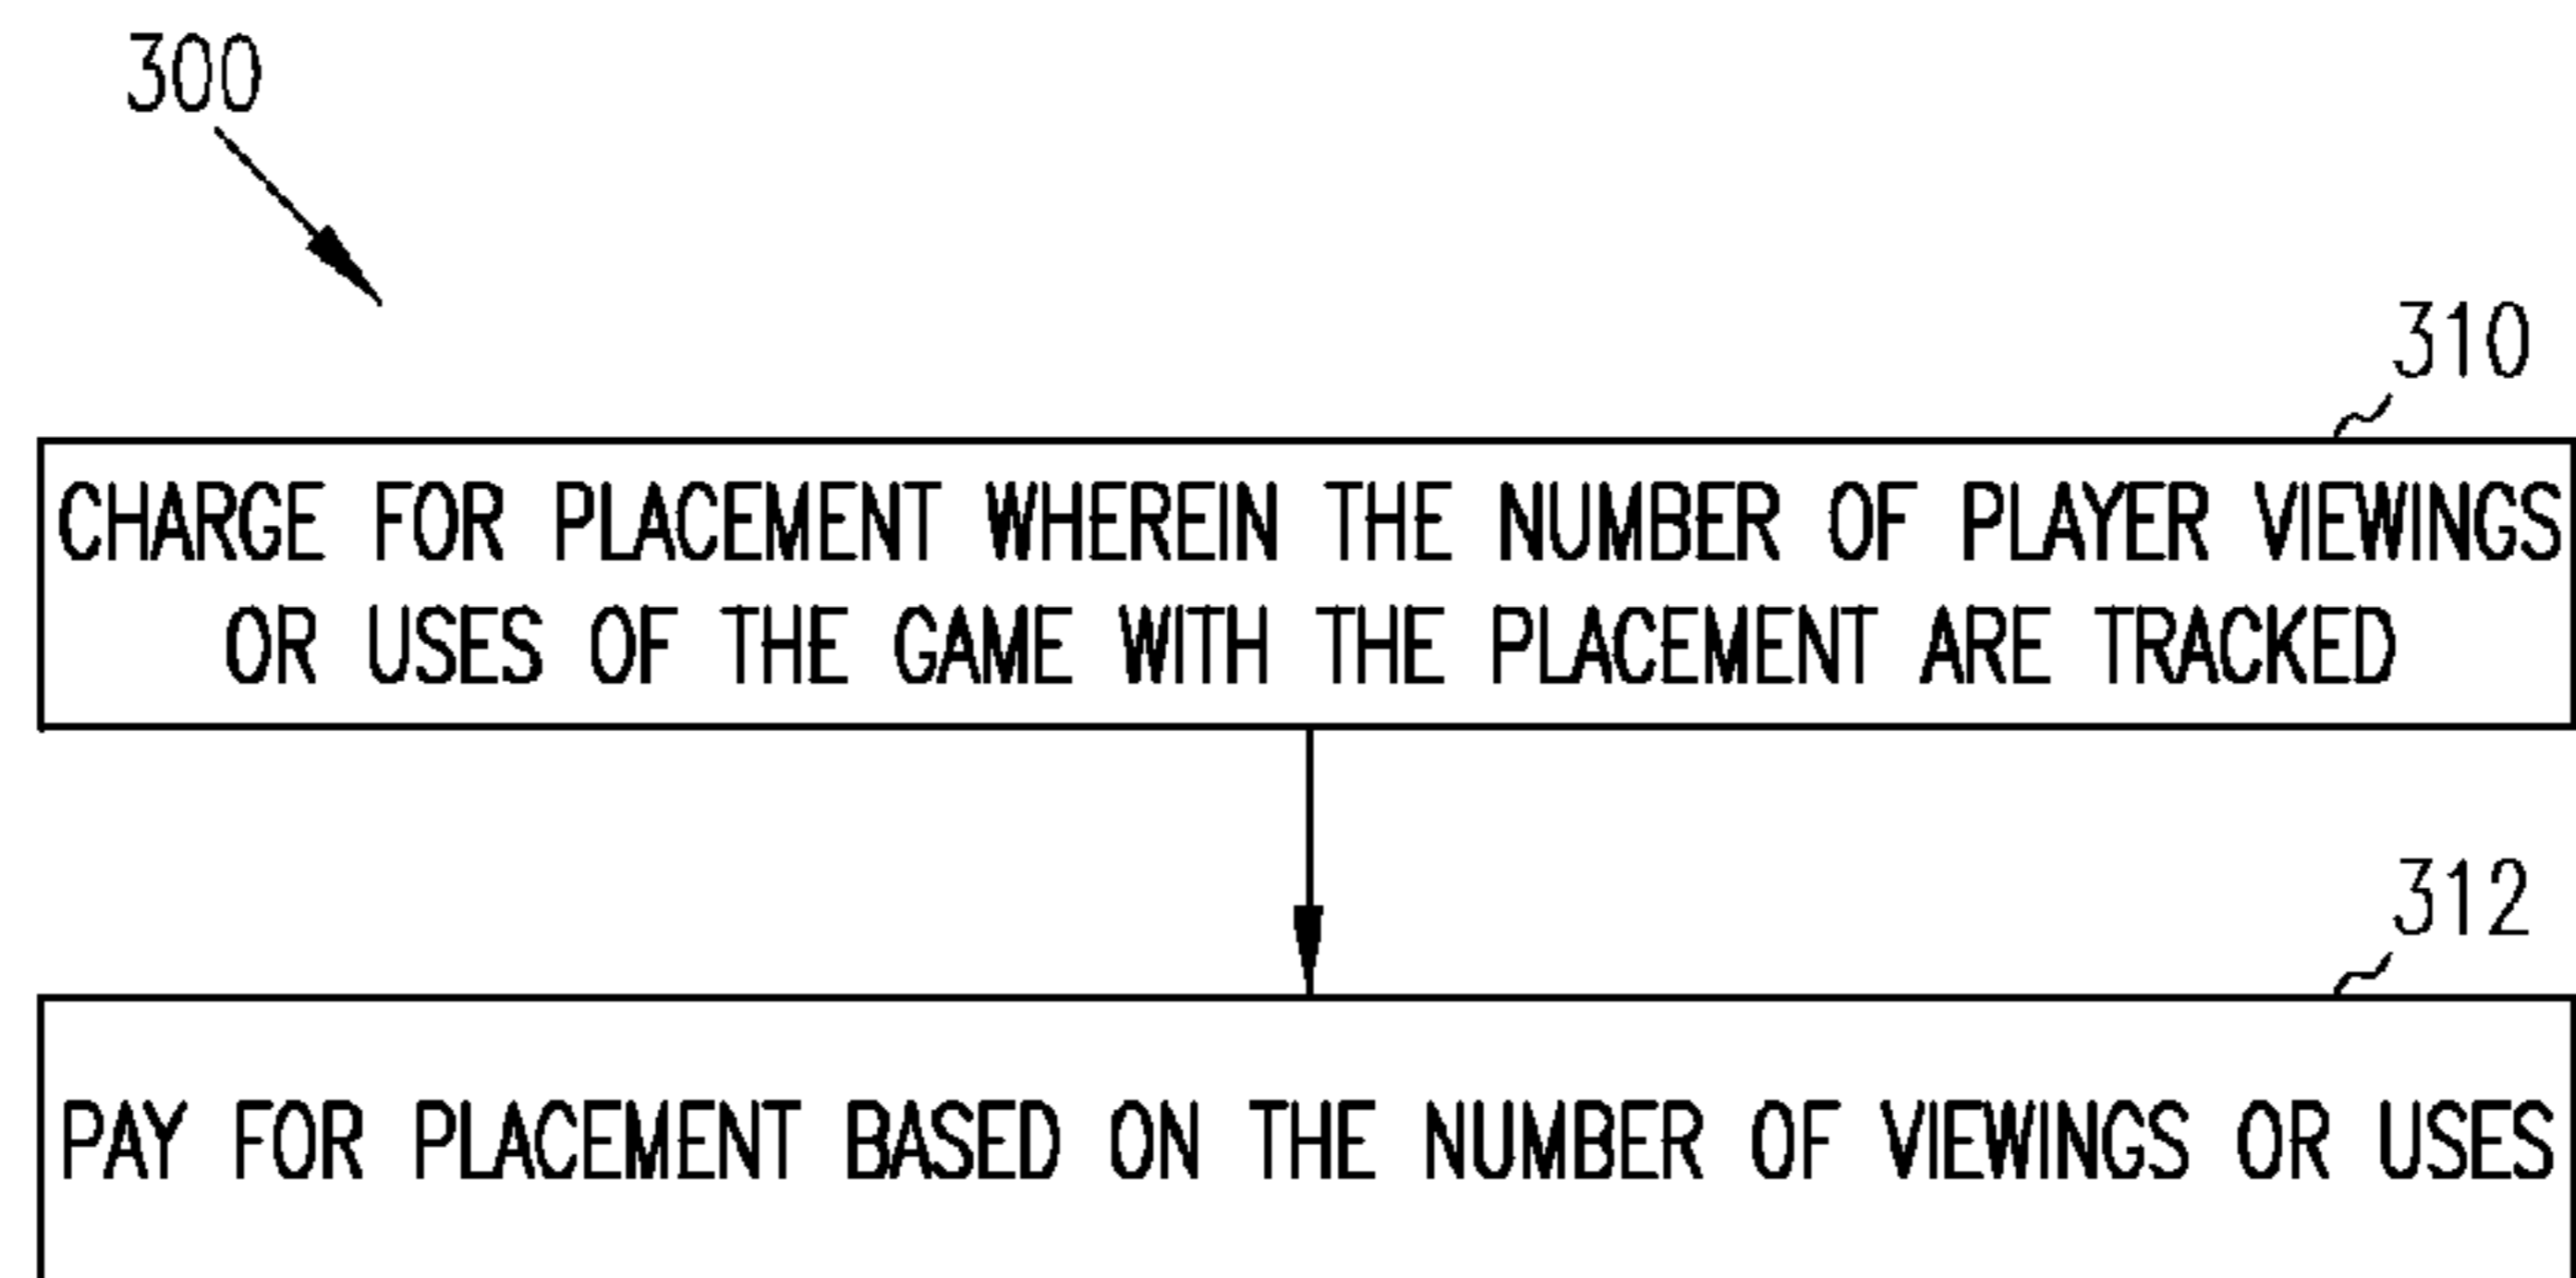 300
310
CHARGE FOR PLACEMENT WHEREIN THE NUMBER OF PLAYER VIEWINGS
OR USES OF THE GAME WITH THE PLACEMENT ARE TRACKED
312
PAY FOR PLACEMENT BASED ON THE NUMBER OF VIEWINGS OR USES